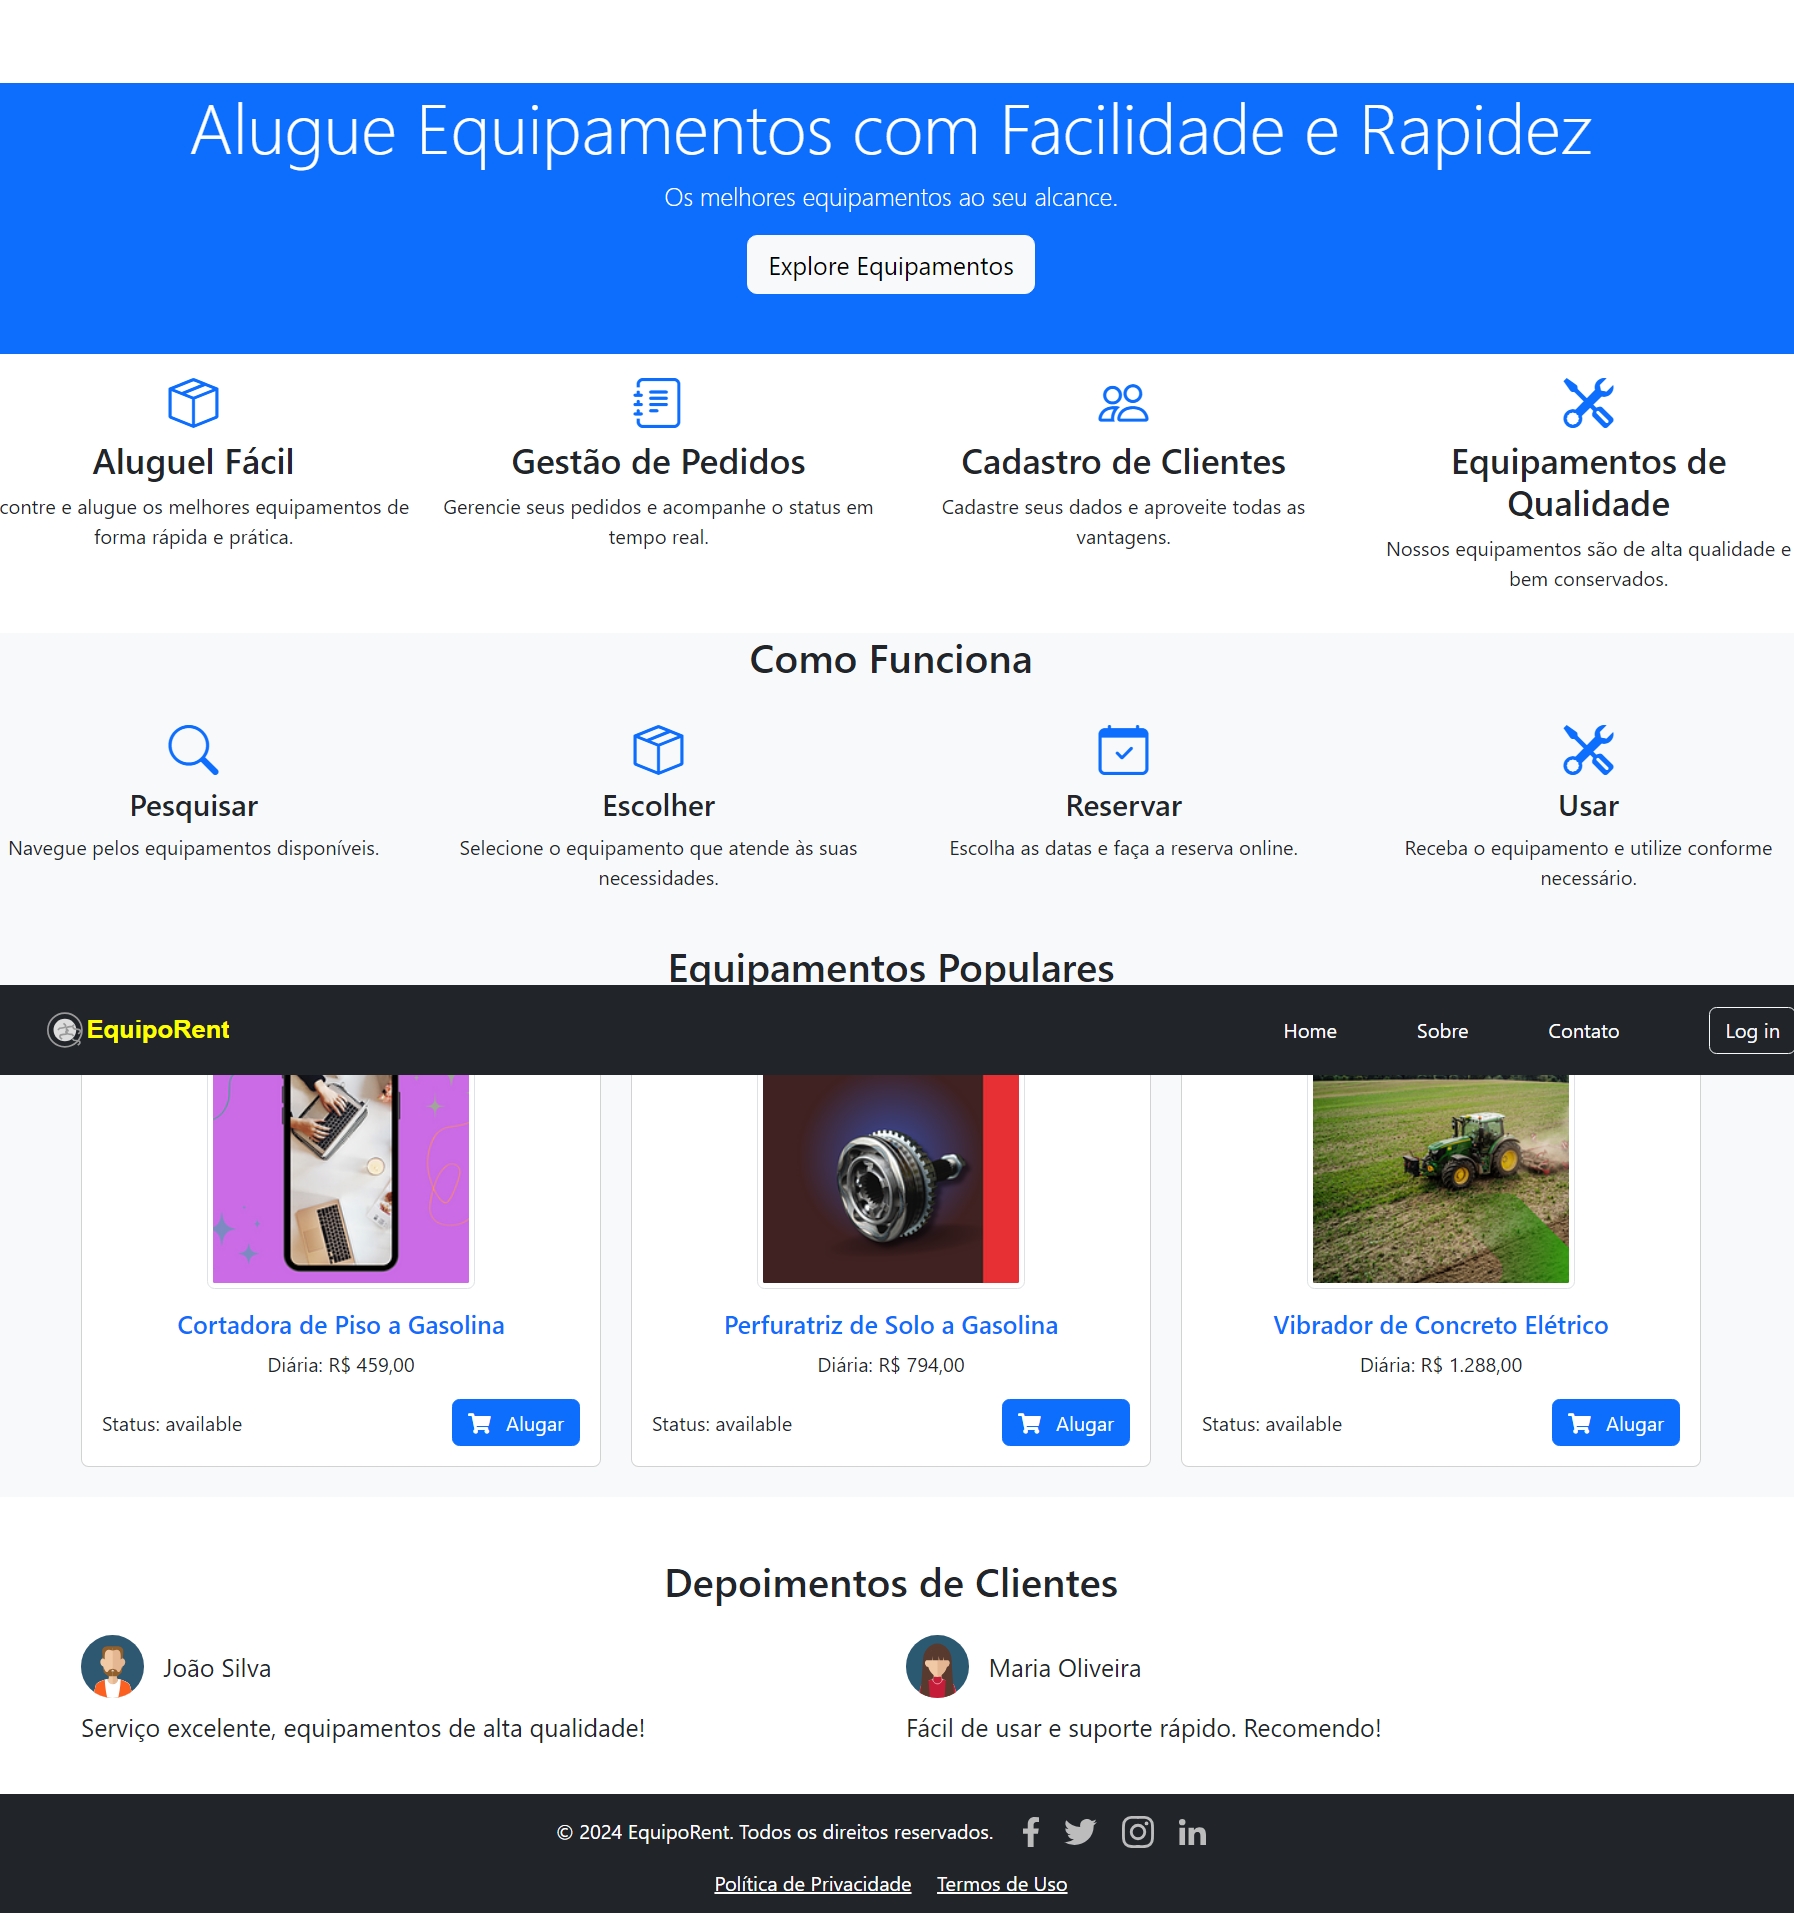 Alugue Equipamentos com Facilidade e Rapidez
Os melhores equipamentos ao seu alcance.
Explore Equipamentos
Aluguel Fácil
contre e alugue os melhores equipamentos de
forma rápida e prática.
Gestão de Pedidos
Gerencie seus pedidos e acompanhe o status em
tempo real.
Cadastro de Clientes
Cadastre seus dados e aproveite todas as
vantagens.
Equipamentos de
Qualidade
Nossos equipamentos são de alta qualidade e
bem conservados.
Como Funciona
Pesquisar
Navegue pelos equipamentos disponíveis.
Escolher
Selecione o equipamento que atende às suas
necessidades.
Reservar
Escolha as datas e faça a reserva online.
Usar
Receba o equipamento e utilize conforme
necessário.
Equipamentos Populares
EquipoRent
Home
Sobre
Contato
Log in
Cortadora de Piso a Gasolina
Diária: R$ 459,00
Status: available
Alugar
Perfuratriz de Solo a Gasolina
Diária: R$ 794,00
Status: available
Alugar
Vibrador de Concreto Elétrico
Diária: R$ 1.288,00
Status: available
Alugar
Depoimentos de Clientes
João Silva
Serviço excelente, equipamentos de alta qualidade!
Maria Oliveira
Fácil de usar e suporte rápido. Recomendo!
© 2024 EquipoRent. Todos os direitos reservados.
Política de Privacidade
Termos de Uso